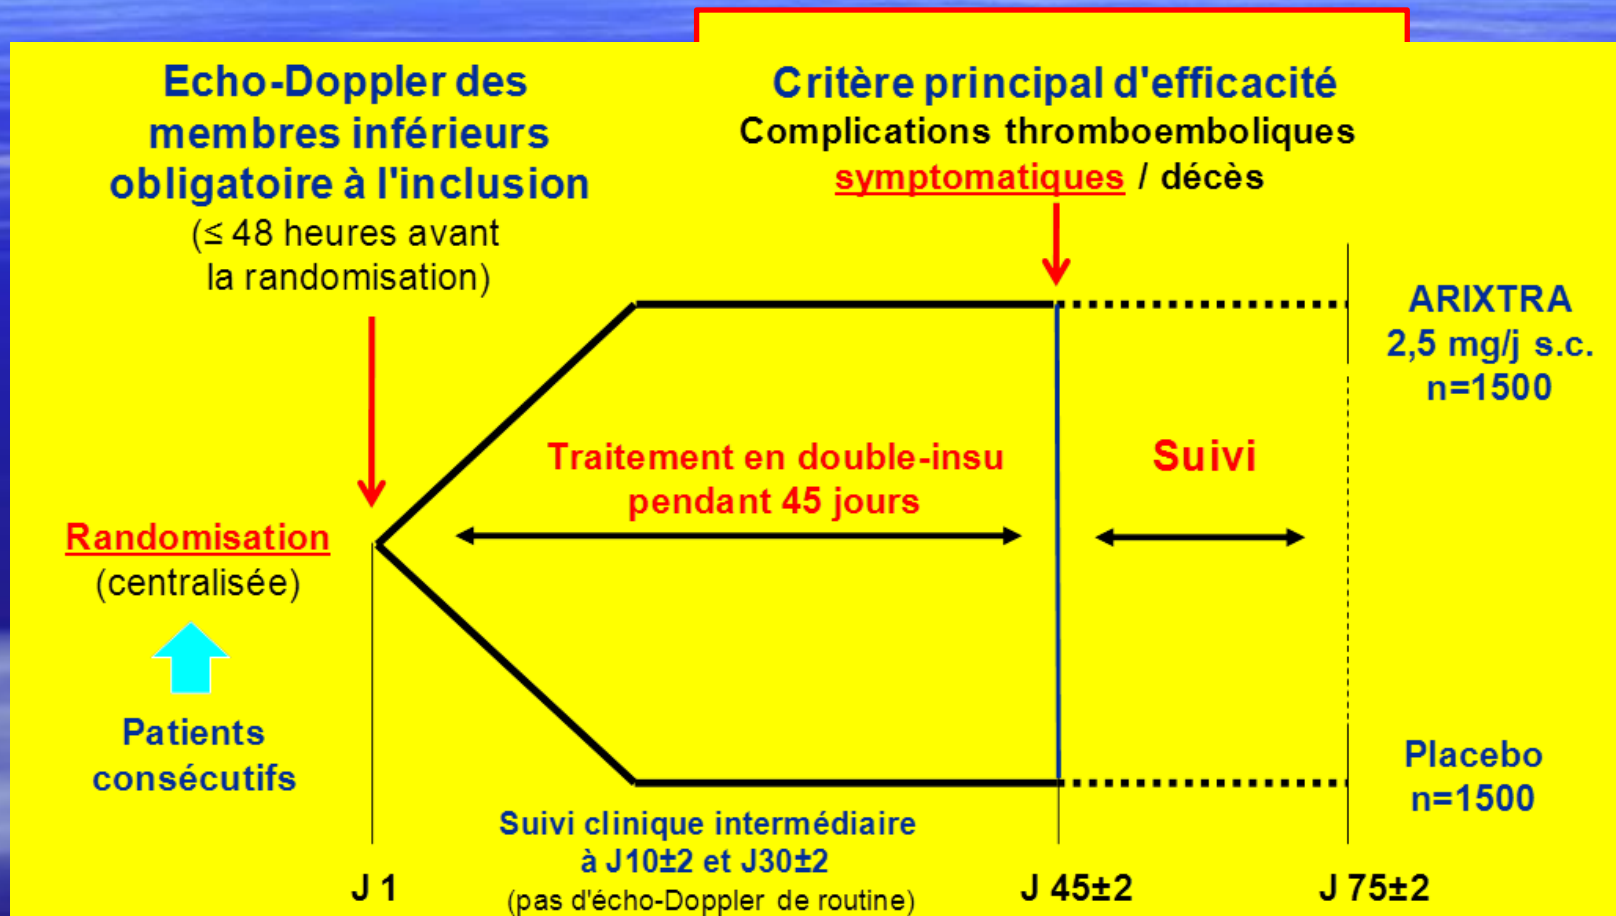 Echo-Doppler des
membres inférieurs
obligatoire à l'inclusion
(≤ 48 heures avant
la randomisation)
Critère principal d'efficacité
Complications thromboemboliques
symptomatiques / décès
ARIXTRA
2,5 mg/j s.c.
n=1500
Traitement en double-insu
pendant 45 jours
Suivi
Randomisation
(centralisée)
Patients
consécutifs
Placebo
n=1500
Suivi clinique intermédiaire
à J10±2 et J30±2
(pas d'écho-Doppler de routine)
J 1
J 45±2
J 75±2